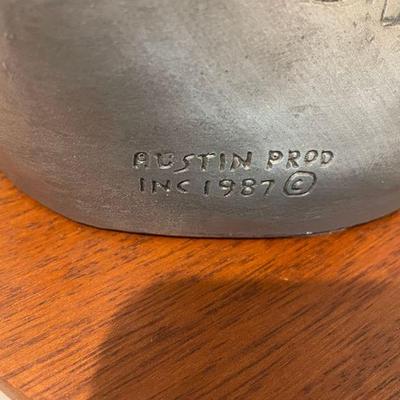 AUSTIN PROD
INC 1987 ©